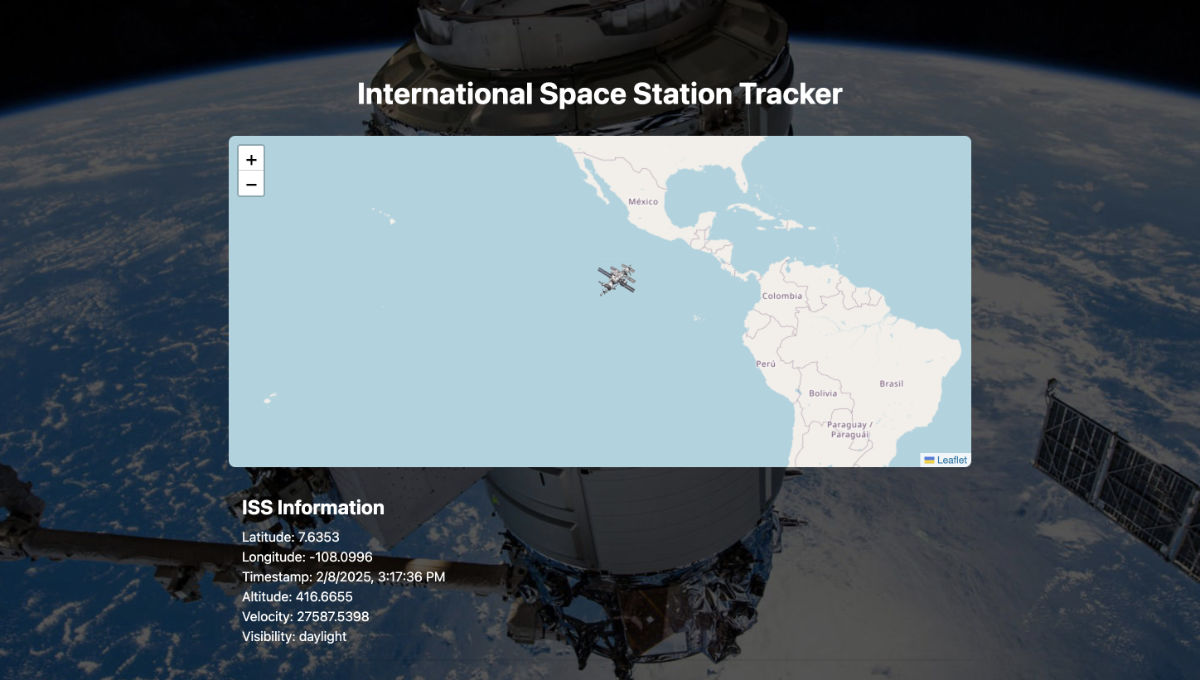 International Space Station Tracker
+
−
México
Colombia
Perú
Brasil
Bolivia
Paraguay /
Paraguái
Leaflet
ISS Information
Latitude: 7.6353
Longitude: -108.0996
Timestamp: 2/8/2025, 3:17:36 PM
Altitude: 416.6655
Velocity: 27587.5398
Visibility: daylight